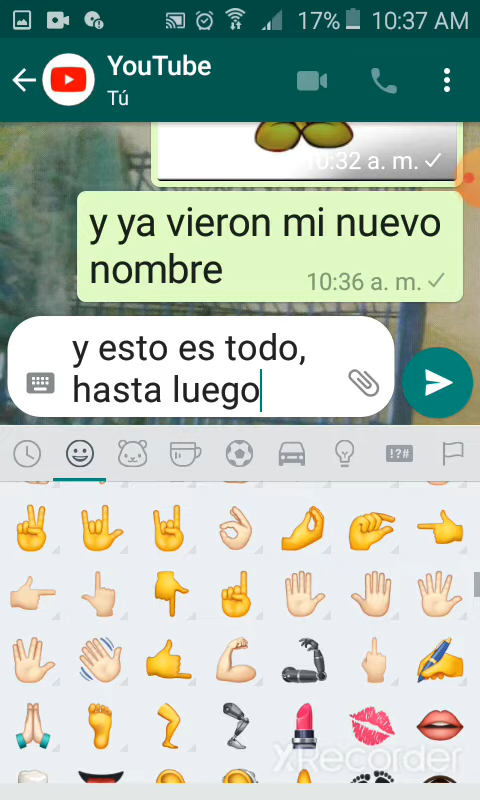 17% 10:37 AM
YouTube
Tú
10:32 a. m.
y ya vieron mi nuevo
nombre
10:36 a. m.
y esto es todo,
hasta luego
!?#
XRecorder